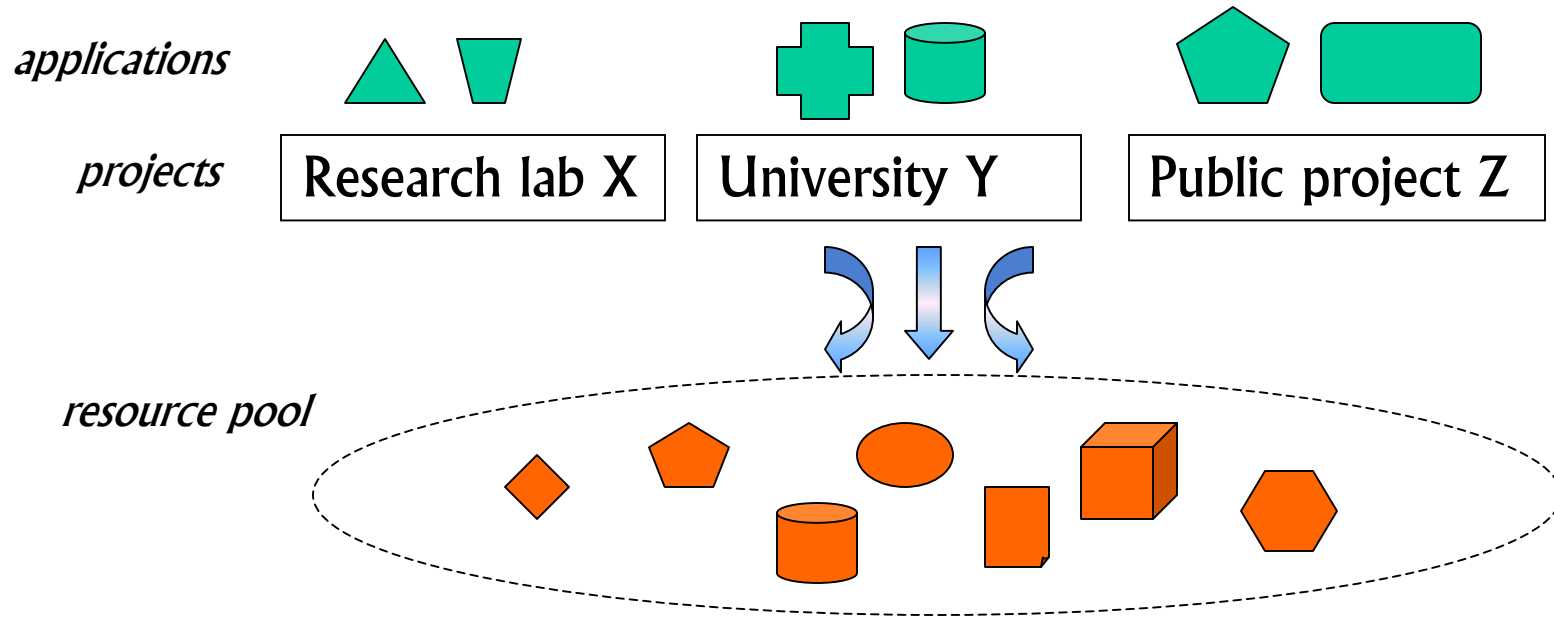 applications
projects
Research lab X
University Y
Public project Z
resource pool